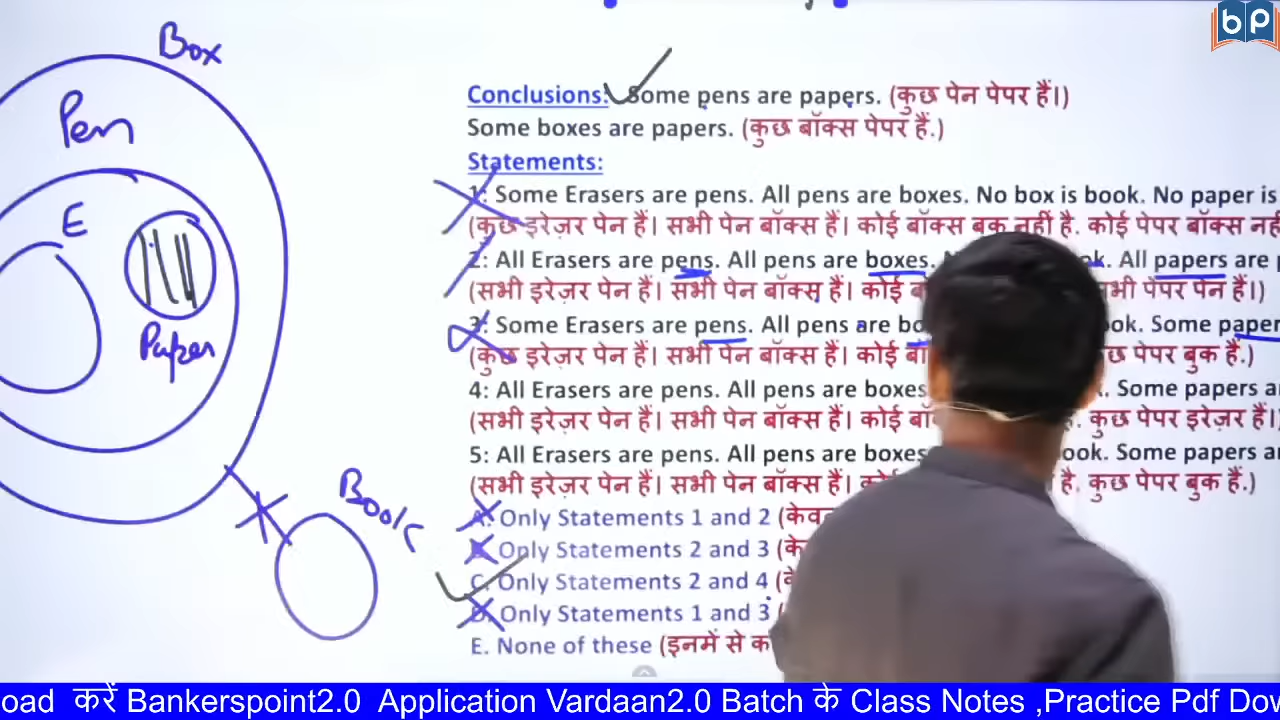 bp
Box
Pen
E
Paper
Book
Conclusions: Some pens are papers. (कुछ पेन पेपर हैं।)
Some boxes are papers. (कुछ बॉक्स पेपर हैं.)
Statements:
1: Some Erasers are pens. All pens are boxes. No box is book. No paper is
(कुछ इरेज़र पेन हैं। सभी पेन बॉक्स हैं। कोई बॉक्स बुक नहीं है. कोई पेपर बॉक्स नहीं
2: All Erasers are pens. All pens are boxes. All papers are
(सभी इरेज़र पेन हैं। सभी पेन बॉक्स हैं। कोई पेपर पेन हैं।)
3: Some Erasers are pens. All pens are Some paper
(कुछ इरेज़र पेन हैं। सभी पेन बॉक्स हैं। कोई पेपर बुक हैं.)
4: All Erasers are pens. All pens are boxes Some papers
(सभी इरेज़र पेन हैं। सभी पेन बॉक्स हैं। कोई कुछ पेपर इरेज़र हैं।
5: All Erasers are pens. All pens are boxes Some papers
(सभी इरेज़र पेन हैं। सभी पेन बॉक्स हैं। है. कुछ पेपर बुक हैं.)
A. Only Statements 1 and 2
B. Only Statements 2 and 3
C. Only Statements 2 and 4
D. Only Statements 1 and 3
E. None of these (इनमें से
करें Bankerspoint2.0 Application Vardaan2.0 Batch के Class Notes ,Practice Pdf